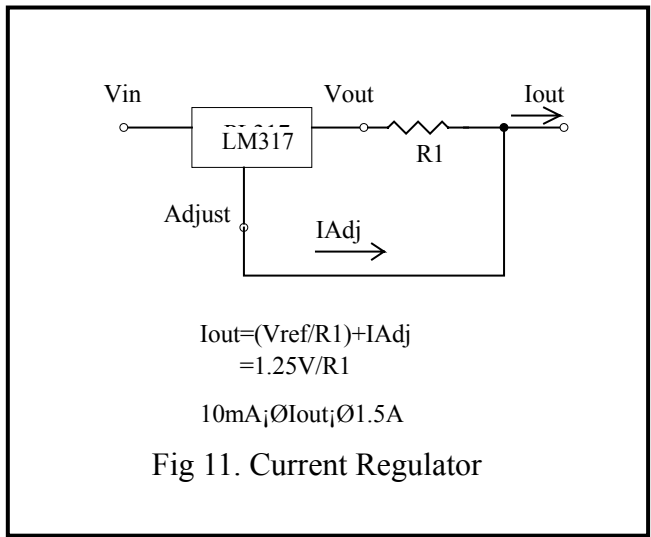 Vin
Vout
Iout
LM317
R1
Adjust
IAdj
Iout=(Vref/R1)+IAdj
=1.25V/R1
10mA¡ØIout¡Ø1.5A
Fig 11. Current Regulator